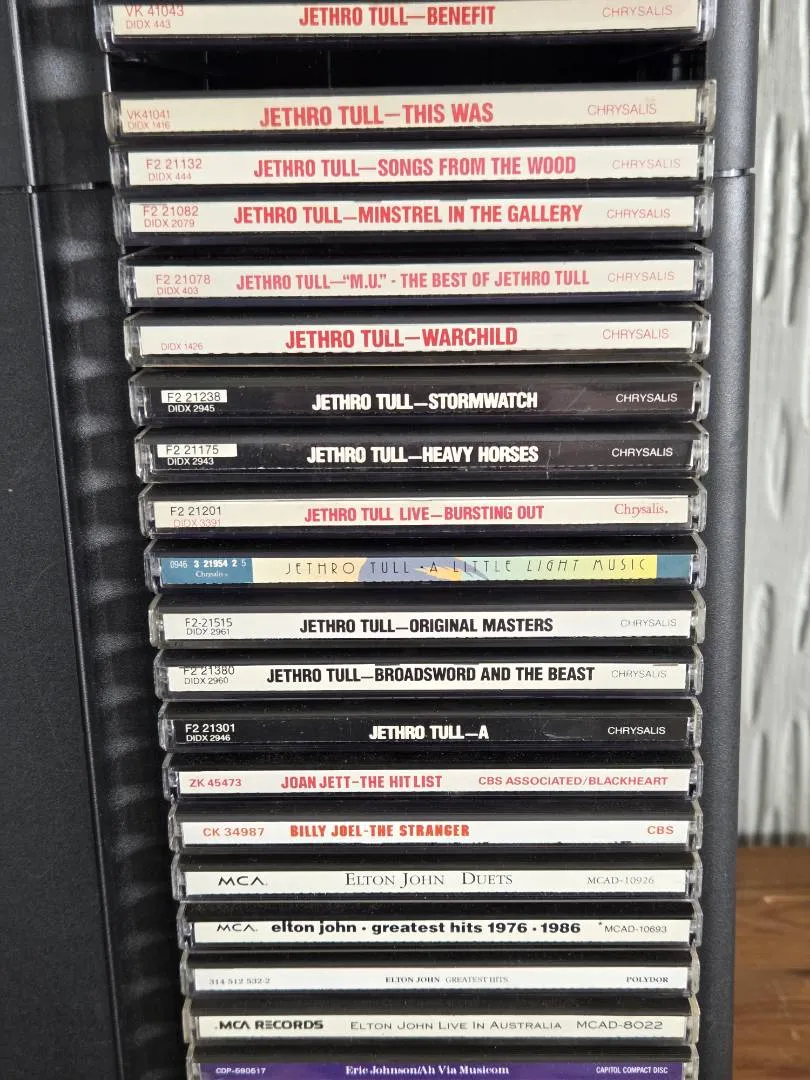 VK 41043 JETHRO TULL—BENEFIT CHRYSALIS
DIDX 443
VK41041 JETHRO TULL—THIS WAS CHRYSALIS
DIDX 1416
F2 21132 JETHRO TULL—SONGS FROM THE WOOD CHRYSALIS
DIDX 444
F2 21082 JETHRO TULL—MINSTREL IN THE GALLERY CHRYSALIS
DIDX 2079
F2 21078 JETHRO TULL—"M.U." - THE BEST OF JETHRO TULL CHRYSALIS
DIDX 403
JETHRO TULL—WARCHILD CHRYSALIS
DIDX 1426
F2 21238 JETHRO TULL—STORMWATCH CHRYSALIS
DIDX 2945
F2 21175 JETHRO TULL—HEAVY HORSES CHRYSALIS
DIDX 2943
F2 21201 JETHRO TULL LIVE—BURSTING OUT Chrysalis.
DIDX 3391
0946 3 21954 2 5 JETHRO TULL · A LITTLE LIGHT MUSIC
Chrysalis
F2-21515 JETHRO TULL—ORIGINAL MASTERS CHRYSALIS
DIDX 2961
F2 21380 JETHRO TULL—BROADSWORD AND THE BEAST CHRYSALIS
DIDX 2960
F2 21301 JETHRO TULL—A CHRYSALIS
DIDX 2946
ZK 45473 JOAN JETT-THE HIT LIST CBS ASSOCIATED/BLACKHEART
CK 34987 BILLY JOEL-THE STRANGER CBS
MCA. ELTON JOHN DUETS MCAD-10926
MCA. elton john · greatest hits 1976 · 1986 *MCAD-10693
314 512 532-2 ELTON JOHN GREATEST HITS POLYDOR
.MCA RECORDS ELTON JOHN LIVE IN AUSTRALIA MCAD-8022
CDP-590517 Eric Johnson/Ah Via Musicom CAPITOL COMPACT DISC